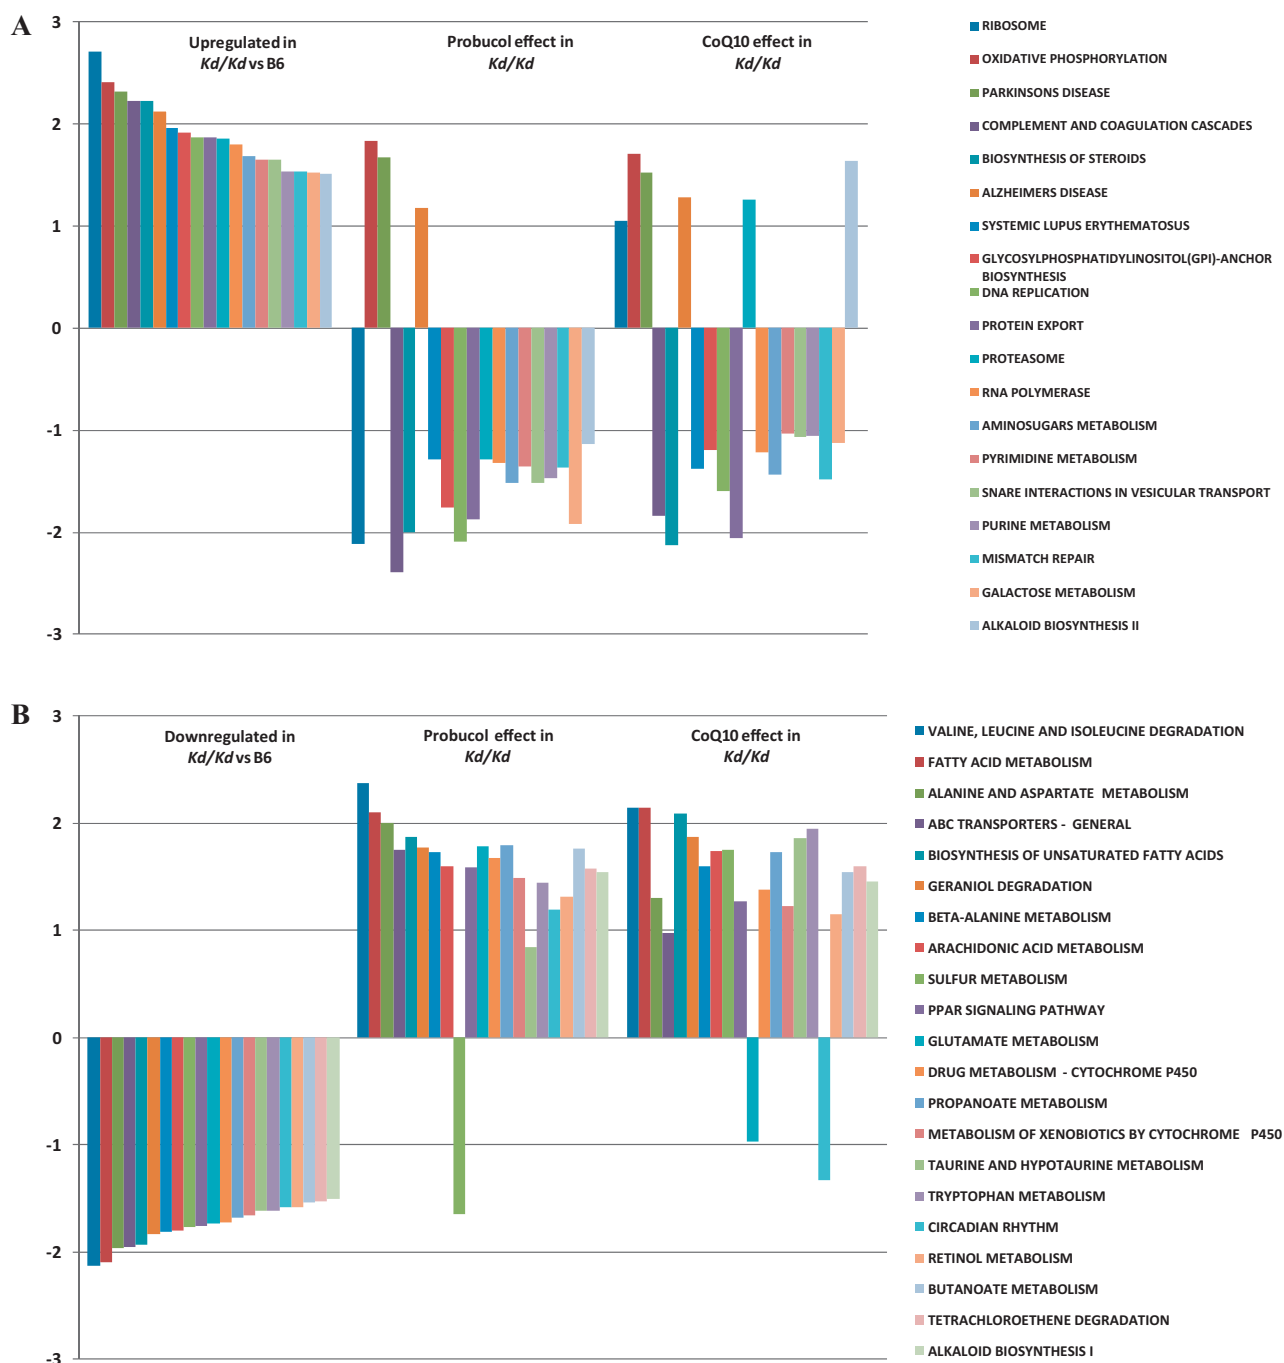 A
3
2
1
0
-1
-2
-3
Upregulated in
Kd/Kd vs B6
Probucol effect in
Kd/Kd
CoQ10 effect in
Kd/Kd
RIBOSOME
OXIDATIVE PHOSPHORYLATION
PARKINSONS DISEASE
COMPLEMENT AND COAGULATION CASCADES
BIOSYNTHESIS OF STEROIDS
ALZHEIMERS DISEASE
SYSTEMIC LUPUS ERYTHEMATOSUS
GLYCOSYLPHOSPHATIDYLINOSITOL(GPI)-ANCHOR
BIOSYNTHESIS
DNA REPLICATION
PROTEIN EXPORT
PROTEASOME
RNA POLYMERASE
AMINOSUGARS METABOLISM
PYRIMIDINE METABOLISM
SNARE INTERACTIONS IN VESICULAR TRANSPORT
PURINE METABOLISM
MISMATCH REPAIR
GALACTOSE METABOLISM
ALKALOID BIOSYNTHESIS II
B
3
2
1
0
-1
-2
-3
Downregulated in
Kd/Kd vs B6
Probucol effect in
Kd/Kd
CoQ10 effect in
Kd/Kd
VALINE, LEUCINE AND ISOLEUCINE DEGRADATION
FATTY ACID METABOLISM
ALANINE AND ASPARTATE METABOLISM
ABC TRANSPORTERS - GENERAL
BIOSYNTHESIS OF UNSATURATED FATTY ACIDS
GERANIOL DEGRADATION
BETA-ALANINE METABOLISM
ARACHIDONIC ACID METABOLISM
SULFUR METABOLISM
PPAR SIGNALING PATHWAY
GLUTAMATE METABOLISM
DRUG METABOLISM - CYTOCHROME P450
PROPANOATE METABOLISM
METABOLISM OF XENOBIOTICS BY CYTOCHROME P450
TAURINE AND HYPOTAURINE METABOLISM
TRYPTOPHAN METABOLISM
CIRCADIAN RHYTHM
RETINOL METABOLISM
BUTANOATE METABOLISM
TETRACHLOROETHENE DEGRADATION
ALKALOID BIOSYNTHESIS I